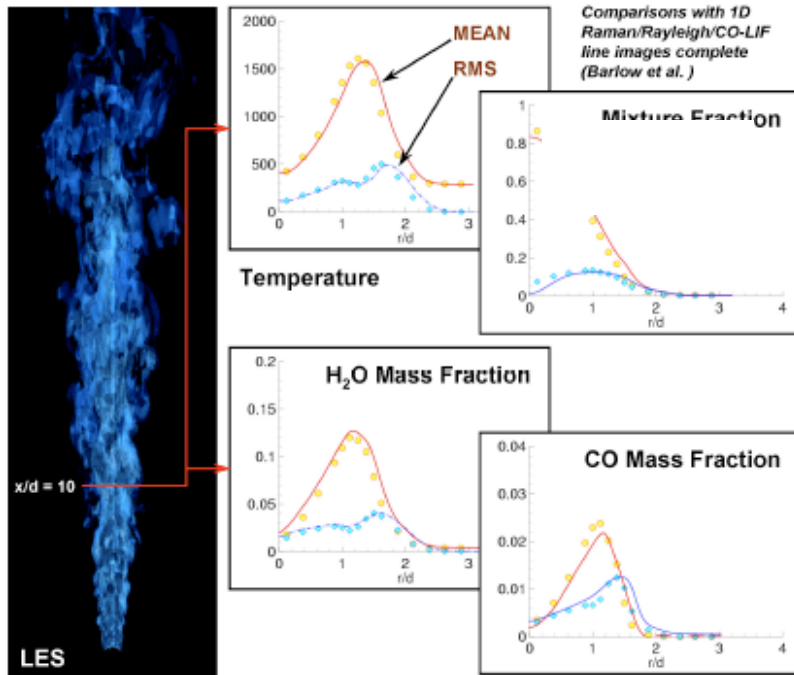 Comparisons with 1D
Raman/Rayleigh/CO-LIF
line images complete
(Barlow et al. )
2000
1500
1000
500
0
MEAN
RMS
0 1 2 3
r/d
Temperature
Mixture Fraction
1
0.8
0.6
0.4
0.2
0
0 1 2 3 4
r/d
H₂O Mass Fraction
0.2
0.15
0.1
0.05
0
0 1 2 3
r/d
CO Mass Fraction
0.04
0.03
0.02
0.01
0
0 1 2 3 4
r/d
x/d = 10
LES